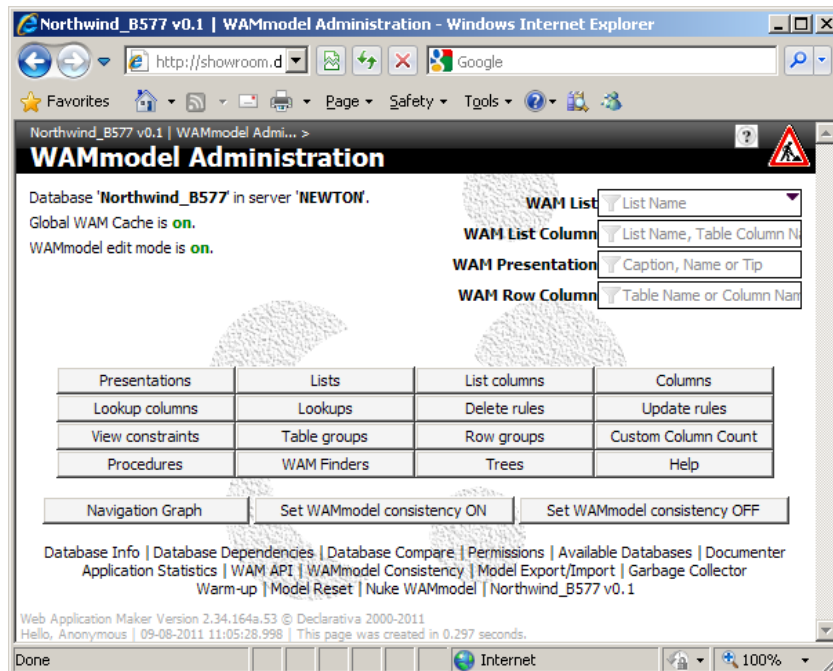 Northwind_B577 v0.1 | WAMmodel Administration - Windows Internet Explorer
http://showroom.d
Google
Favorites Page Safety Tools
Northwind_B577 v0.1 | WAMmodel Admi... >
WAMmodel Administration
Database 'Northwind_B577' in server 'NEWTON'.
Global WAM Cache is on.
WAMmodel edit mode is on.
WAM List List Name
WAM List Column List Name, Table Column Na
WAM Presentation Caption, Name or Tip
WAM Row Column Table Name or Column Nam
Presentations Lists List columns Columns
Lookup columns Lookups Delete rules Update rules
View constraints Table groups Row groups Custom Column Count
Procedures WAM Finders Trees Help
Navigation Graph Set WAMmodel consistency ON Set WAMmodel consistency OFF
Database Info | Database Dependencies | Database Compare | Permissions | Available Databases | Documenter
Application Statistics | WAM API | WAMmodel Consistency | Model Export/Import | Garbage Collector
Warm-up | Model Reset | Nuke WAMmodel | Northwind_B577 v0.1
Web Application Maker Version 2.34.164a.53 © Declarativa 2000-2011
Hello, Anonymous | 09-08-2011 11:05:28.998 | This page was created in 0.297 seconds.
Done Internet 100%